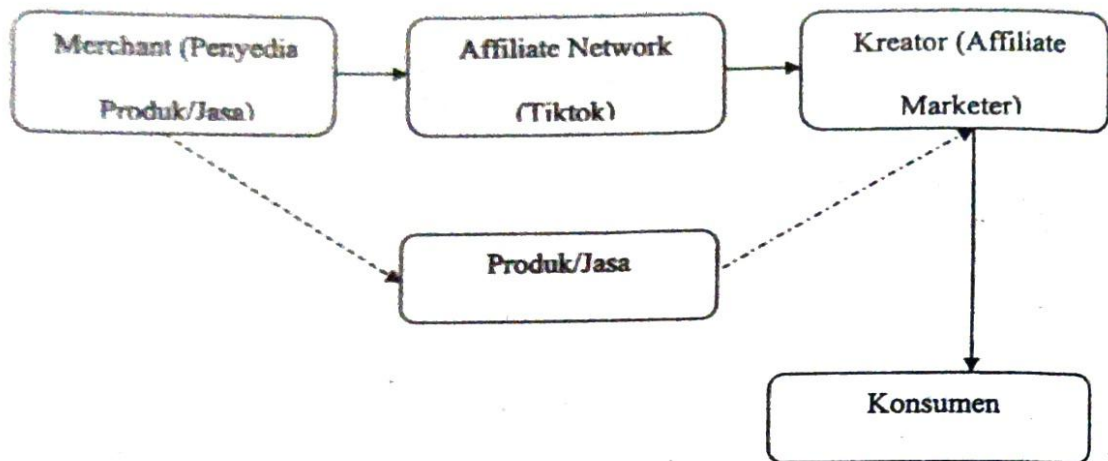 Merchant (Penyedia
Produk/Jasa)
Affiliate Network
(Tiktok)
Kreator (Affiliate
Marketer)
Produk/Jasa
Konsumen